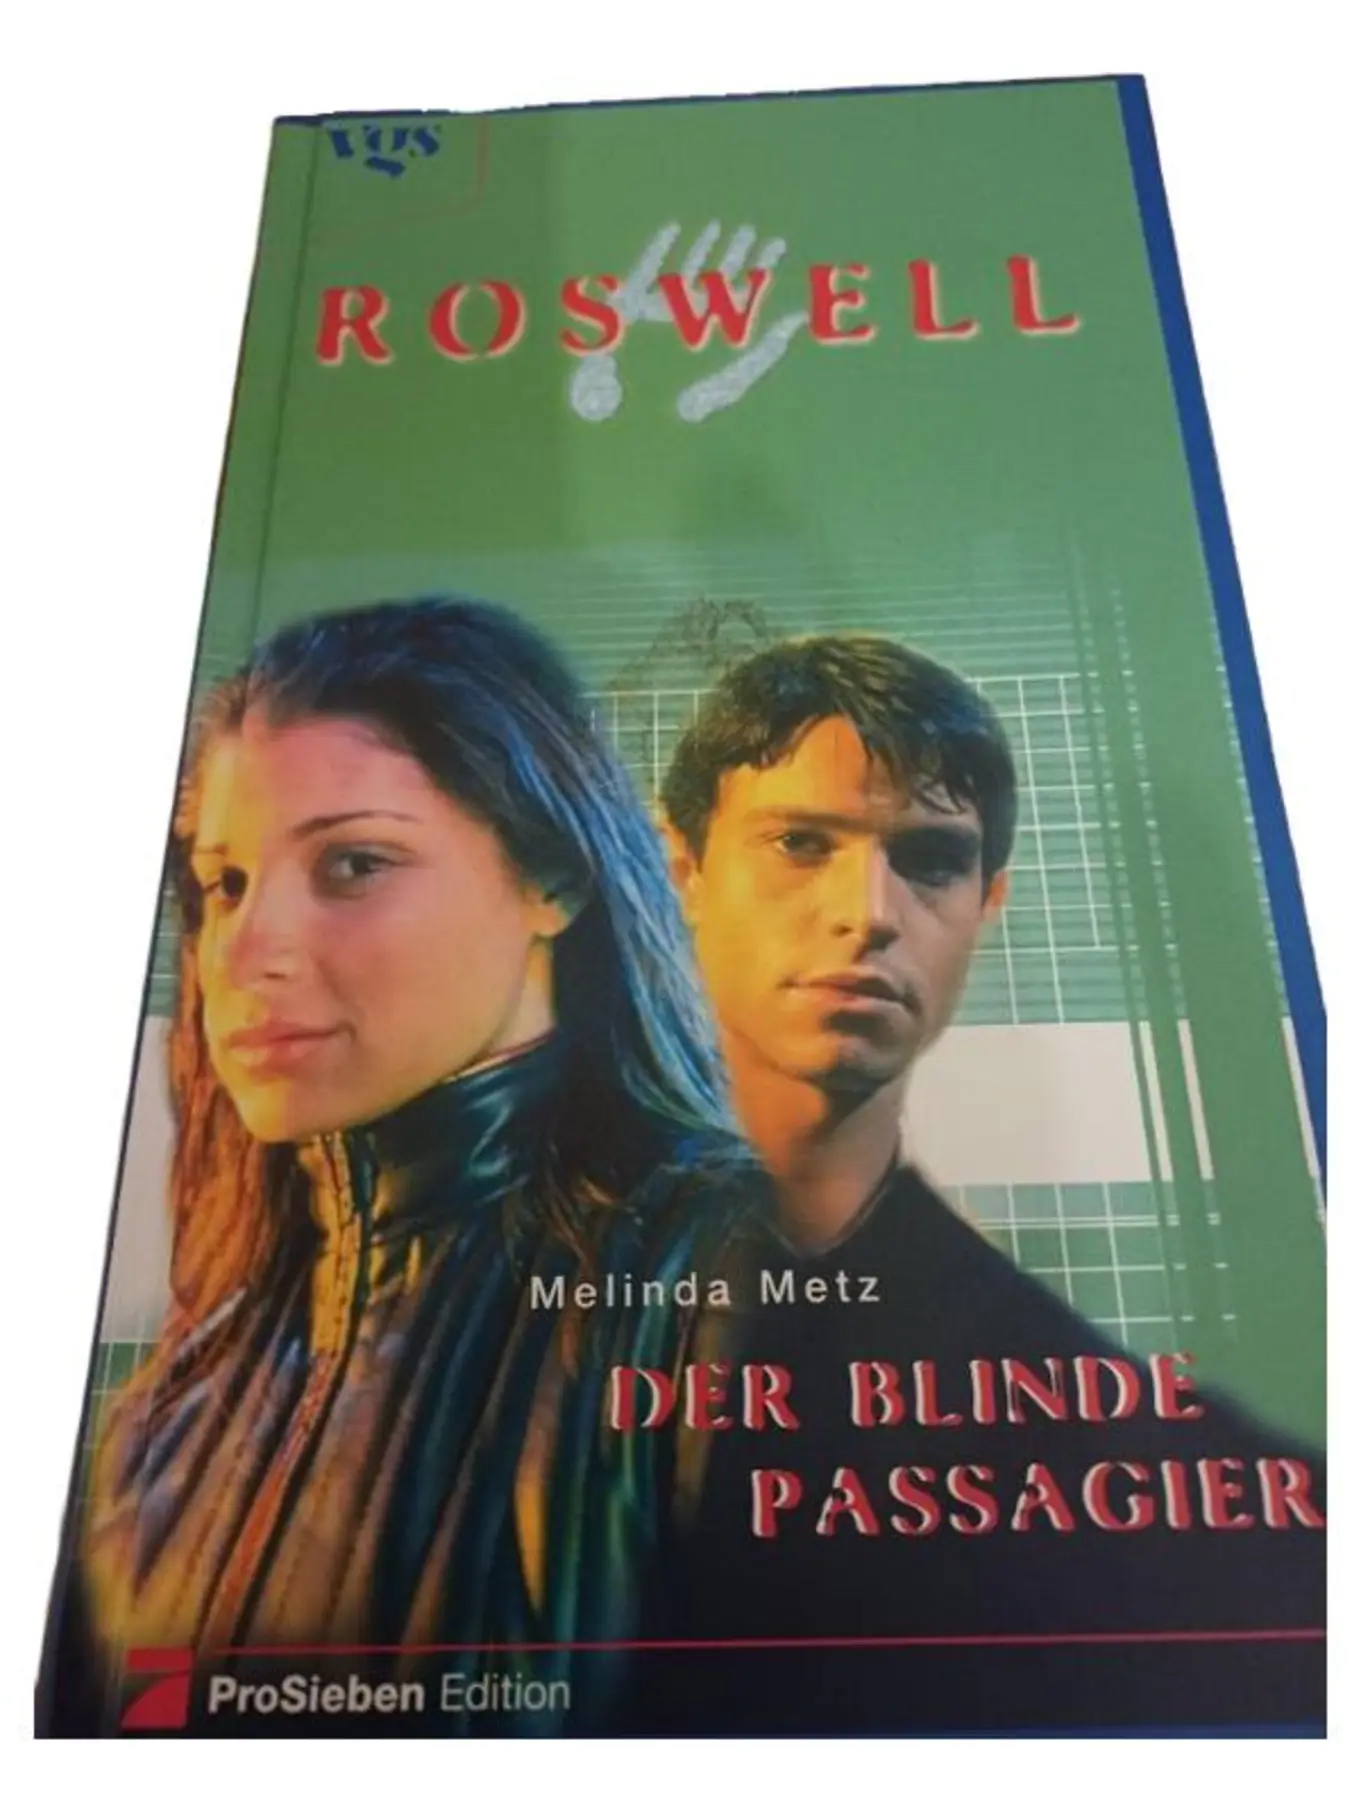 vgs
ROSWELL
Melinda Metz
DER BLINDE
PASSAGIER
ProSieben Edition